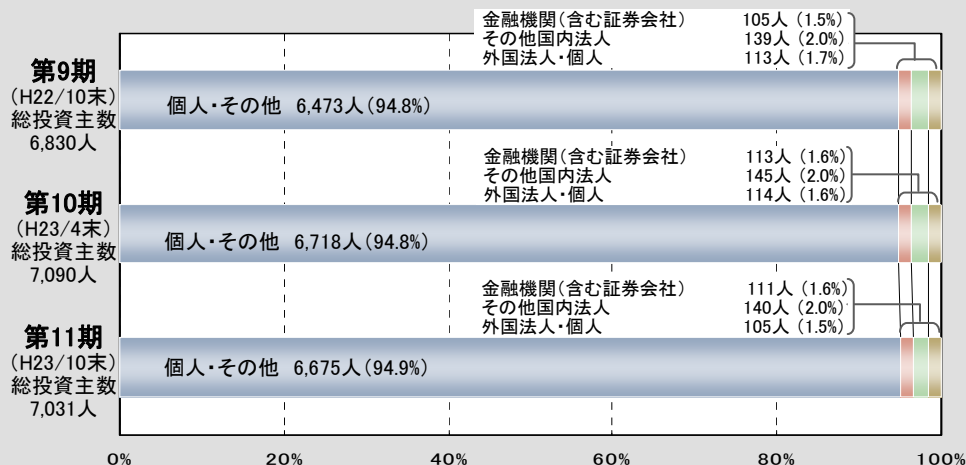 金融機関(含む証券会社) 105人 (1.5%)
その他国内法人 139人 (2.0%)
外国法人・個人 113人 (1.7%)
第9期
(H22/10末)
総投資主数
6,830人
個人・その他 6,473人(94.8%)
金融機関(含む証券会社) 113人 (1.6%)
その他国内法人 145人 (2.0%)
外国法人・個人 114人 (1.6%)
第10期
(H23/4末)
総投資主数
7,090人
個人・その他 6,718人(94.8%)
金融機関(含む証券会社) 111人 (1.6%)
その他国内法人 140人 (2.0%)
外国法人・個人 105人 (1.5%)
第11期
(H23/10末)
総投資主数
7,031人
個人・その他 6,675人(94.9%)
0% 20% 40% 60% 80% 100%